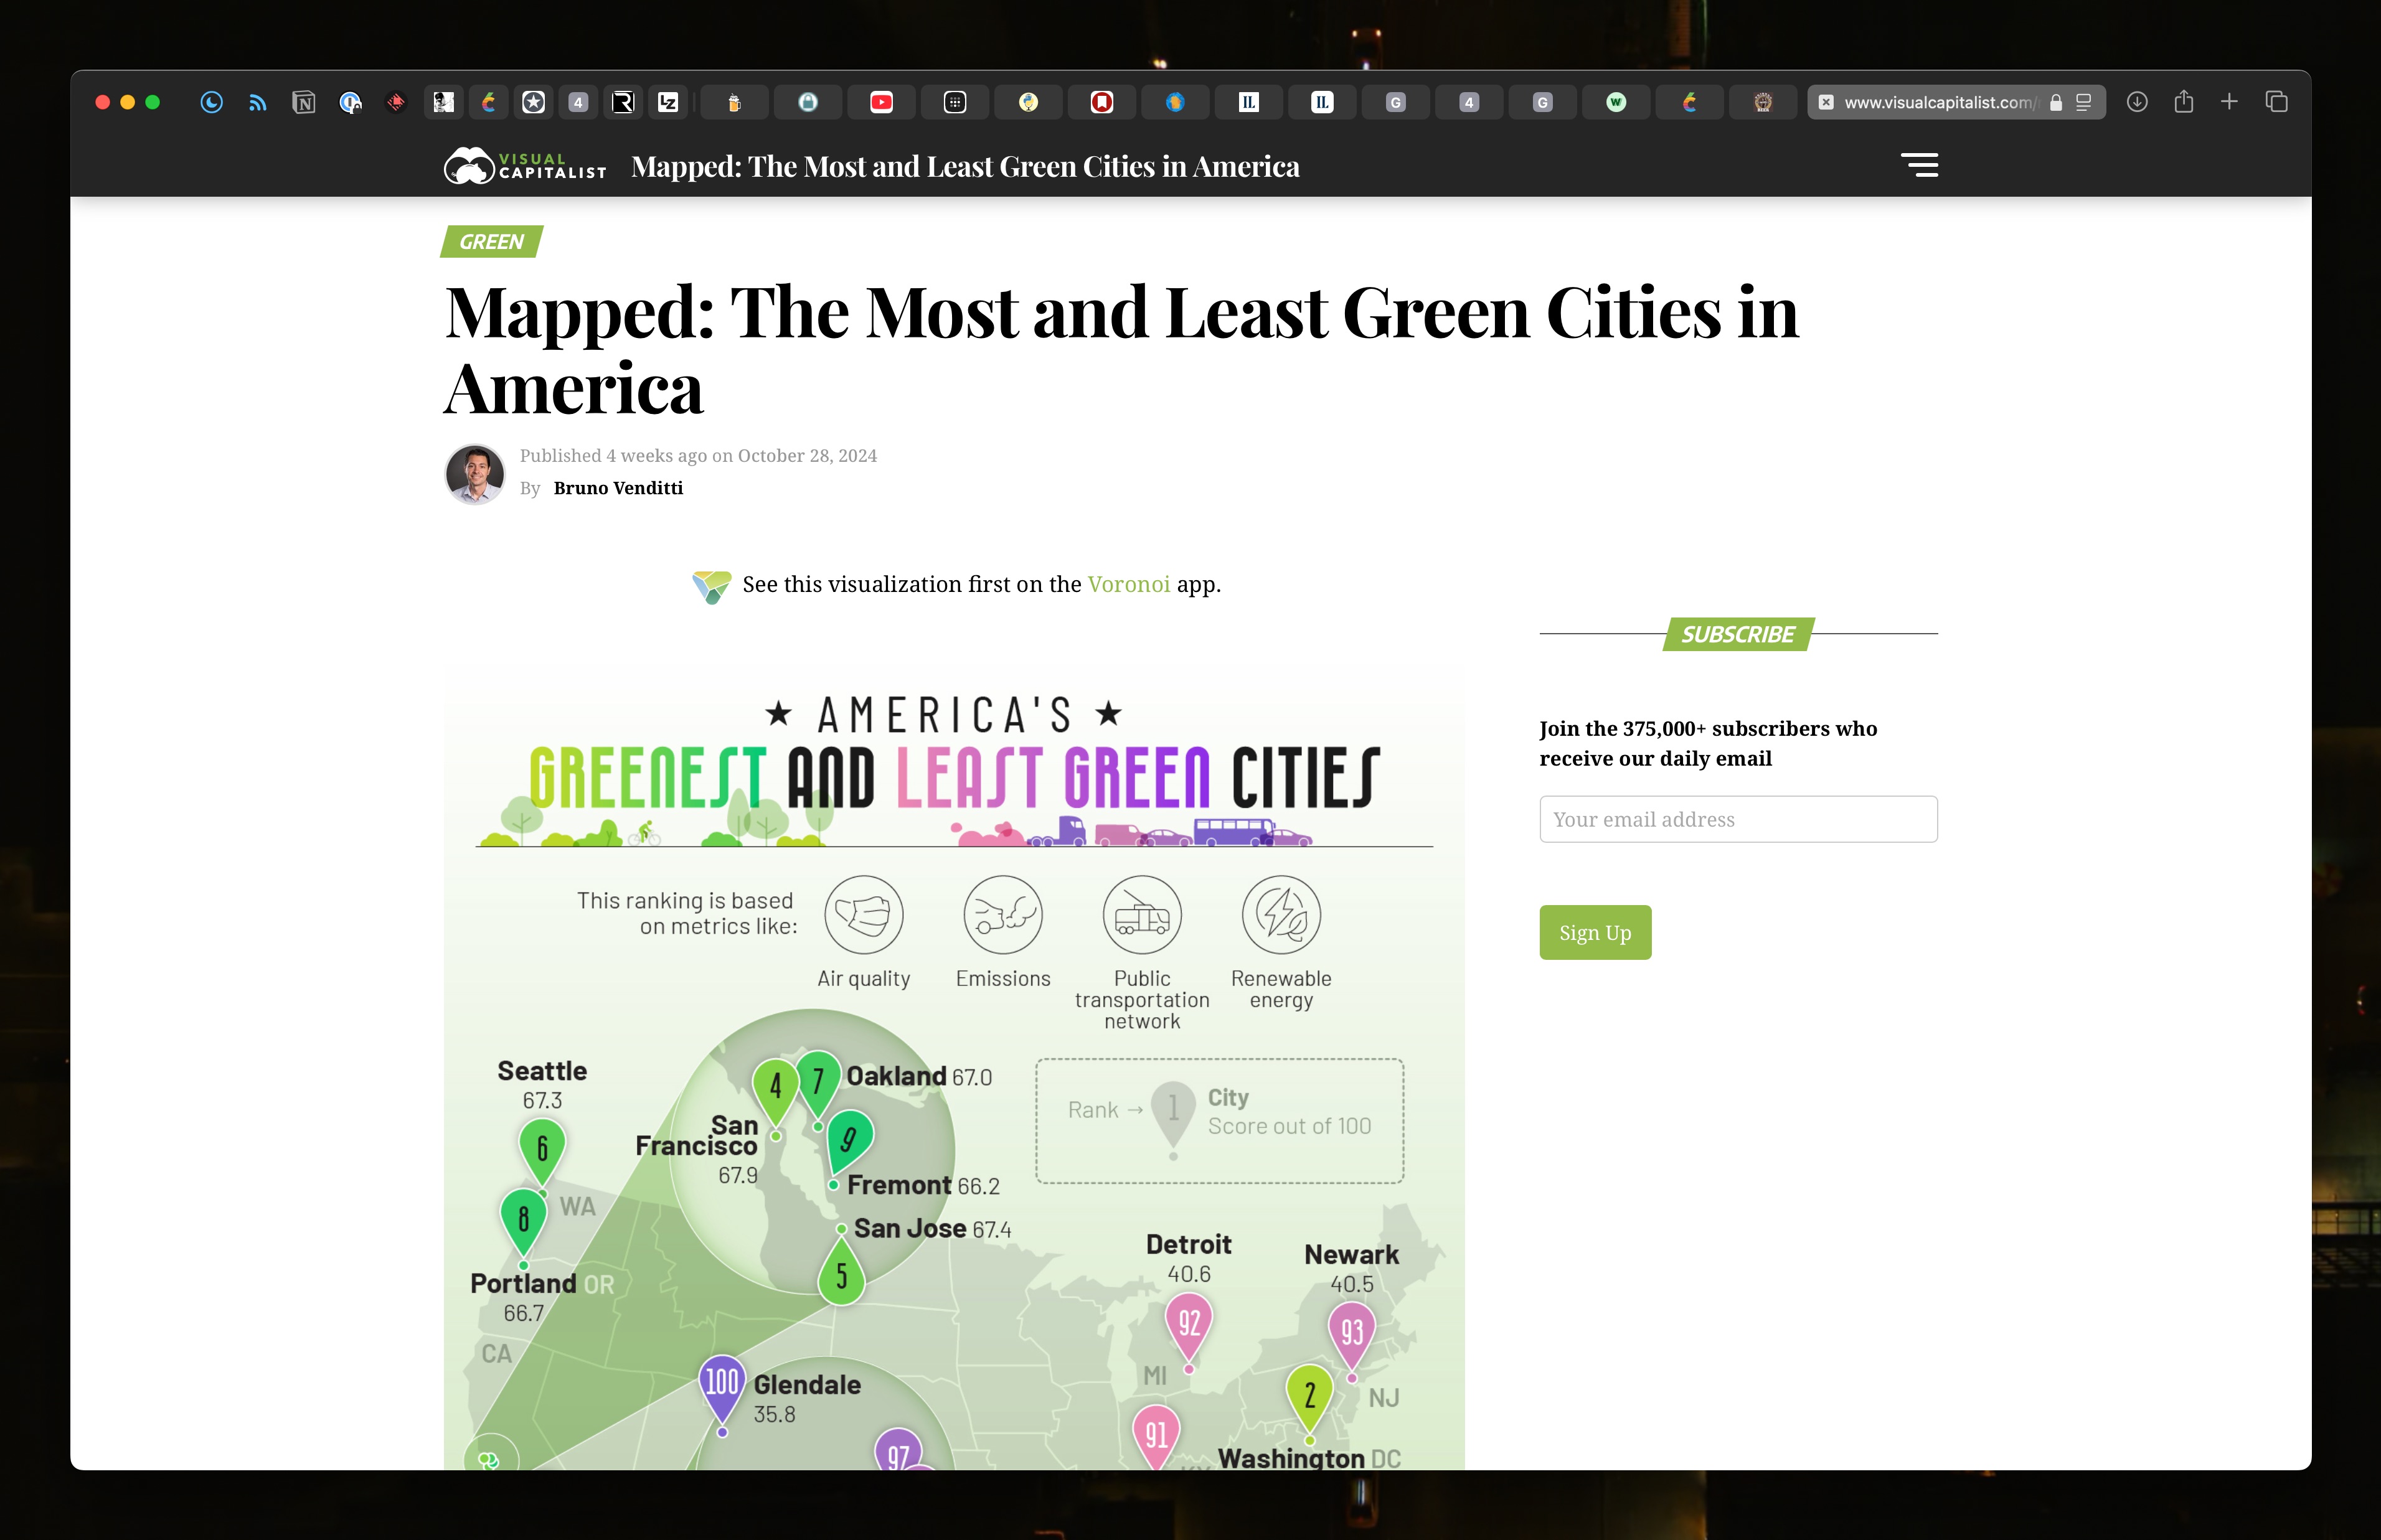 www.visualcapitalist.com/
VISUAL
CAPITALIST
Mapped: The Most and Least Green Cities in America
GREEN
Mapped: The Most and Least Green Cities in
America
Published 4 weeks ago on October 28, 2024
By Bruno Venditti
See this visualization first on the Voronoi app.
SUBSCRIBE
Join the 375,000+ subscribers who
receive our daily email
Your email address
Sign Up
★ AMERICA'S ★
GREENEST AND LEAST GREEN CITIES
This ranking is based
on metrics like:
Air quality
Emissions
Public
transportation
network
Renewable
energy
Seattle
67.3
6
8
WA
Portland OR
66.7
CA
4
7
Oakland 67.0
San
Francisco
67.9
9
Fremont 66.2
San Jose 67.4
5
Rank →
1
City
Score out of 100
Detroit
40.6
92
MI
Newark
40.5
93
NJ
100
Glendale
35.8
97
91
2
Washington DC